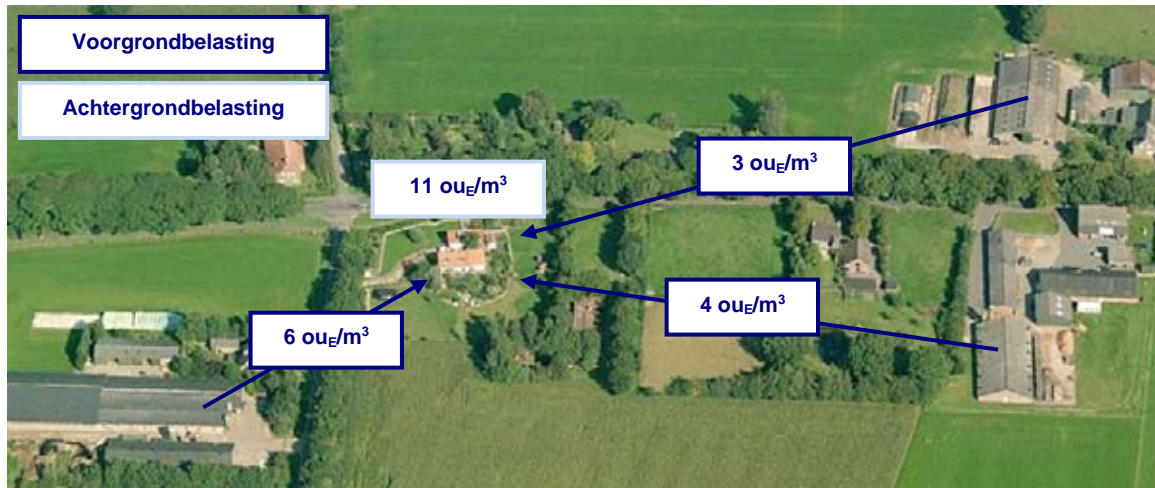 Voorgrondbelasting
Achtergrondbelasting
3 ouE/m³
11 ouE/m³
4 ouE/m³
6 ouE/m³